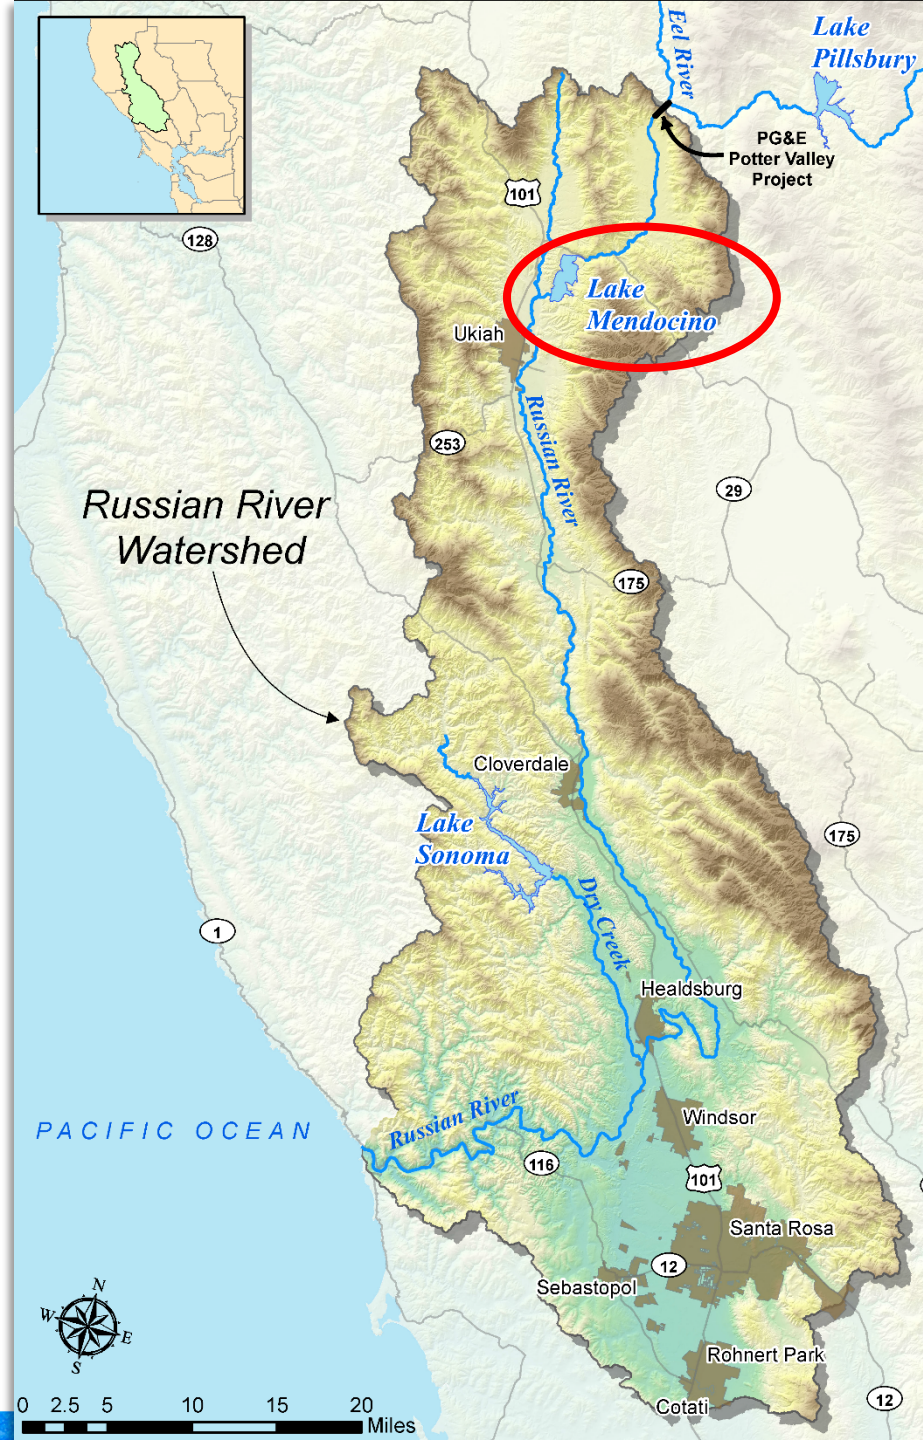 Eel River
Lake
Pillsbury
PG&E
Potter Valley
Project
101
128
Lake
Mendocino
Ukiah
Russian River
253
29
Russian River
Watershed
175
Cloverdale
Lake
Sonoma
175
Dry Creek
1
Healdsburg
PACIFIC OCEAN
Russian River
Windsor
116
101
Santa Rosa
12
Sebastopol
N
W
E
S
Rohnert Park
Cotati
12
0 2.5 5 10 15 20
Miles